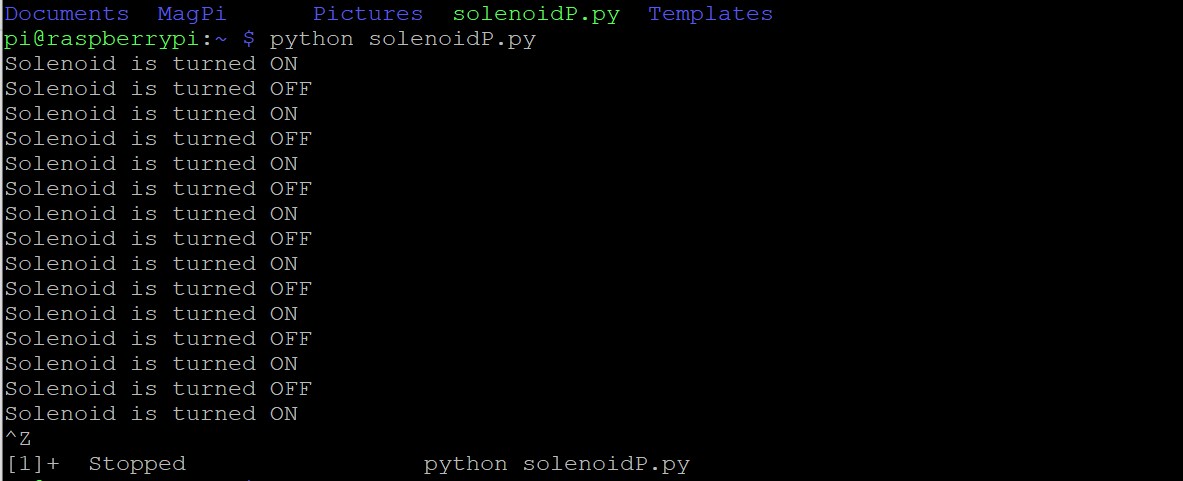 Documents MagPi Pictures solenoidP.py Templates
pi@raspberrypi:~ $ python solenoidP.py
Solenoid is turned ON
Solenoid is turned OFF
Solenoid is turned ON
Solenoid is turned OFF
Solenoid is turned ON
Solenoid is turned OFF
Solenoid is turned ON
Solenoid is turned OFF
Solenoid is turned ON
Solenoid is turned OFF
Solenoid is turned ON
Solenoid is turned OFF
Solenoid is turned ON
Solenoid is turned OFF
Solenoid is turned ON
^Z
[1]+ Stopped python solenoidP.py